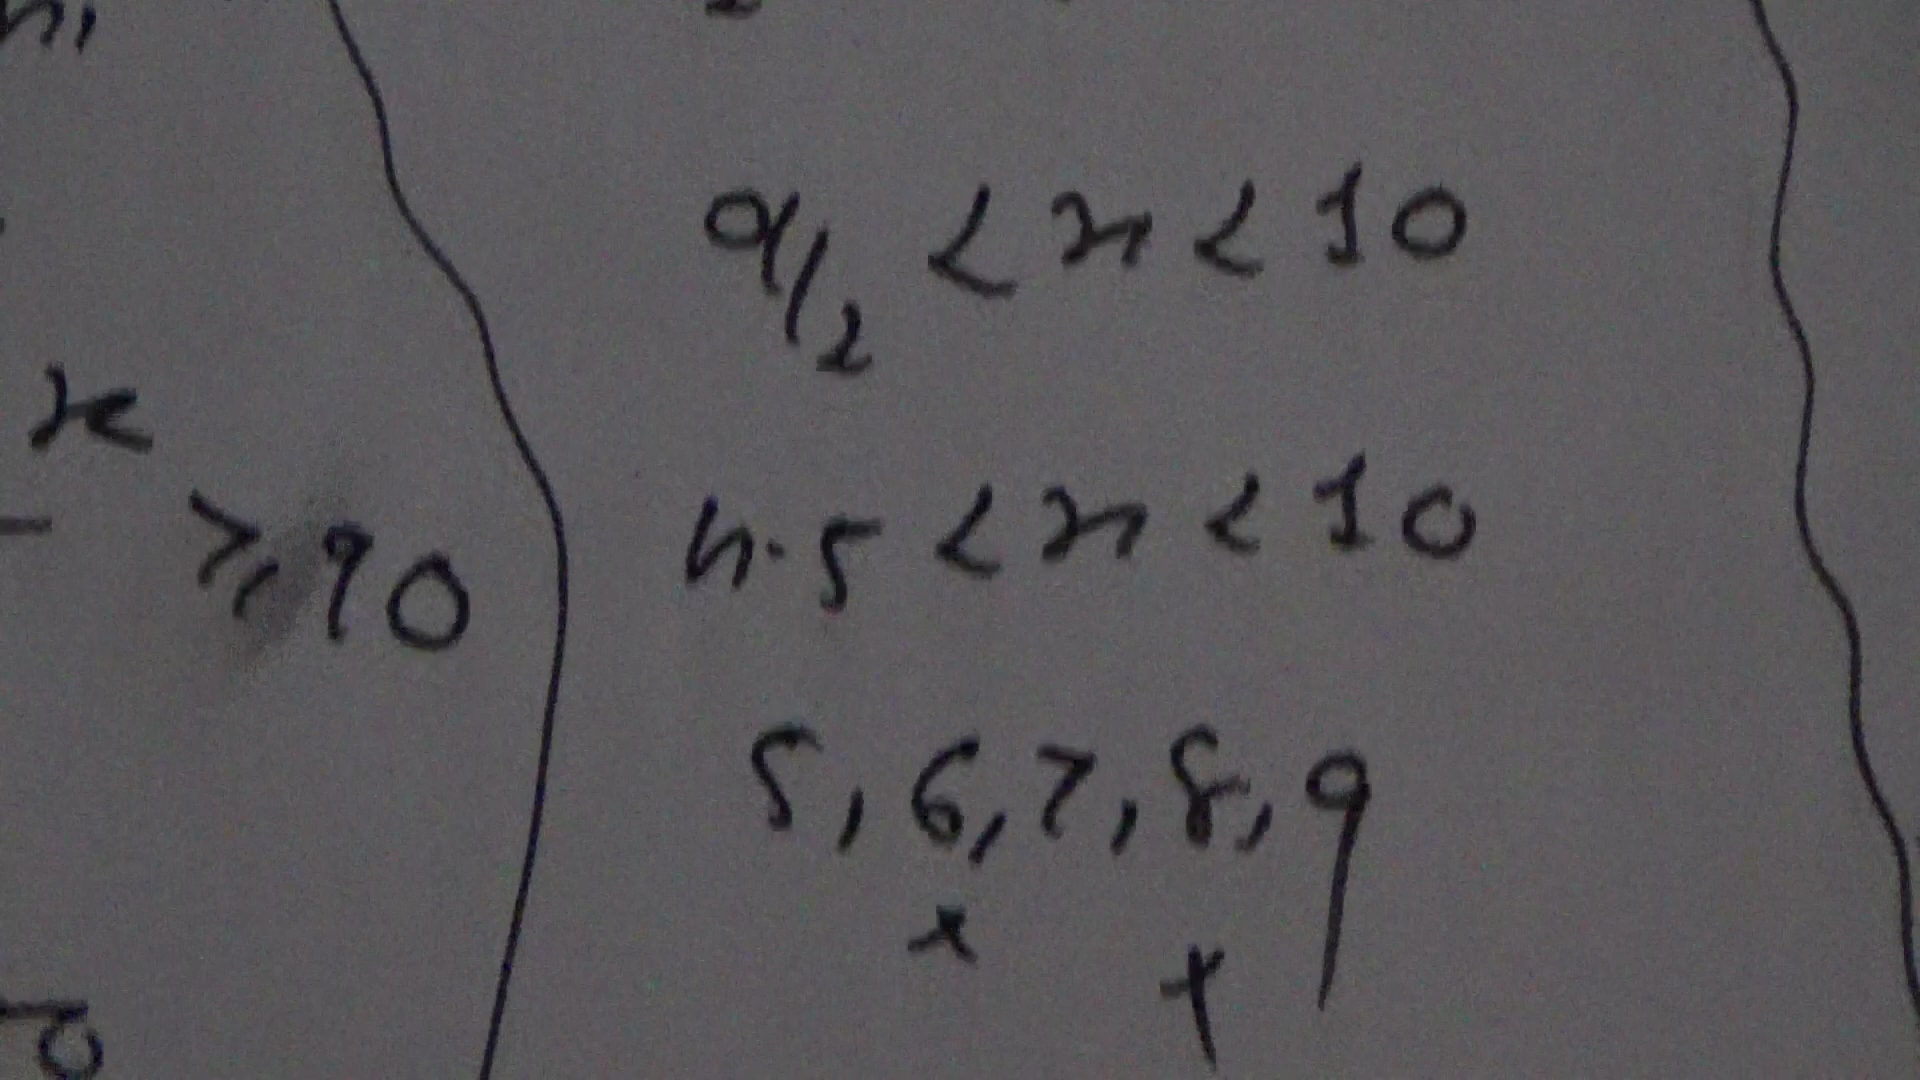 x
≥ 90
9/2 < x < 10
4.5 < x < 10
5, 6, 7, 8, 9
x x